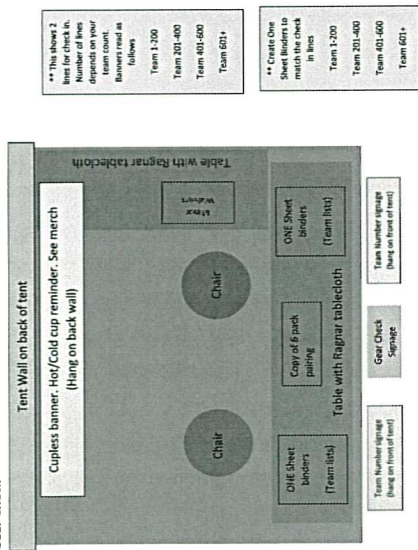 Gear Check
Tent Wall on back of tent
Cupless banner. Hot/Cold cup reminder. See merch
(Hang on back wall)
Table with Ragnar tablecloth
Minor
Waivers
Chair
Chair
ONE Sheet
binders
(Team lists)
Copy of 6 pack
pairing
ONE Sheet
binders
(Team lists)
Table with Ragnar tablecloth
Team Number signage
(hang on front of tent)
Gear Check
Signage
Team Number signage
(hang on front of tent)
** This shows 2
lines for check in.
Number of lines
depends on your
team count.
Banners read as
follows
Team 1-200
Team 201-400
Team 401-600
Team 601+
** Create One
Sheet Binders to
match the check
in lines
Team 1-200
Team 201-400
Team 401-600
Team 601+